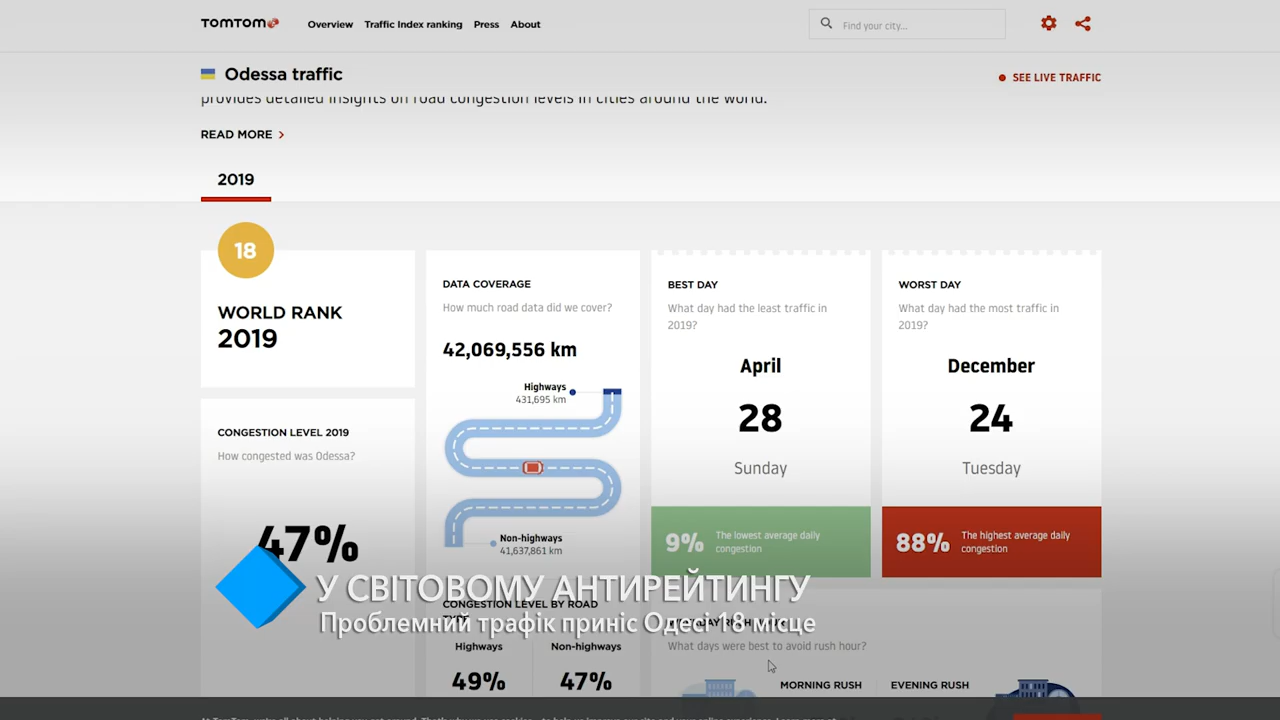 TOMTOM
Overview Traffic Index ranking Press About
Find your city...
Odessa traffic
SEE LIVE TRAFFIC
provides detailed insights on road congestion levels in cities around the world.
READ MORE >
2019
18
WORLD RANK
2019
CONGESTION LEVEL 2019
How congested was Odessa?
47%
DATA COVERAGE
How much road data did we cover?
42,069,556 km
Highways
431,695 km
Non-highways
41,637,861 km
BEST DAY
What day had the least traffic in
2019?
April
28
Sunday
9%
The lowest average daily
congestion
WORST DAY
What day had the most traffic in
2019?
December
24
Tuesday
88%
The highest average daily
congestion
У СВІТОВОМУ АНТИРЕЙТИНГУ
Проблемний трафік приніс Одесі 18 місце
CONGESTION LEVEL BY ROAD
Highways
49%
Non-highways
47%
What days were best to avoid rush hour?
MORNING RUSH
EVENING RUSH